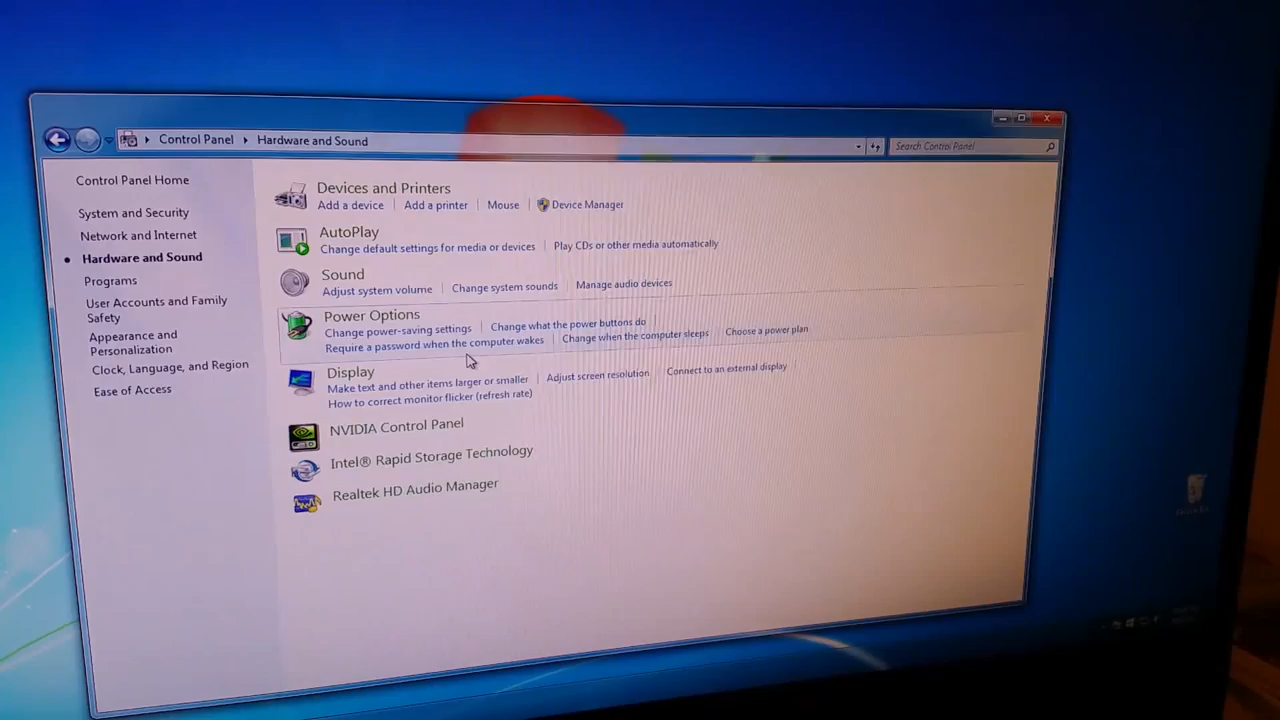 Control Panel Hardware and Sound
Search Control Panel
Control Panel Home
System and Security
Network and Internet
Hardware and Sound
Programs
User Accounts and Family
Safety
Appearance and
Personalization
Clock, Language, and Region
Ease of Access
Devices and Printers
Add a device Add a printer Mouse Device Manager
AutoPlay
Change default settings for media or devices Play CDs or other media automatically
Sound
Adjust system volume Change system sounds Manage audio devices
Power Options
Change power-saving settings Change what the power buttons do
Require a password when the computer wakes Change when the computer sleeps Choose a power plan
Display
Make text and other items larger or smaller Adjust screen resolution Connect to an external display
How to correct monitor flicker (refresh rate)
NVIDIA Control Panel
Intel® Rapid Storage Technology
Realtek HD Audio Manager